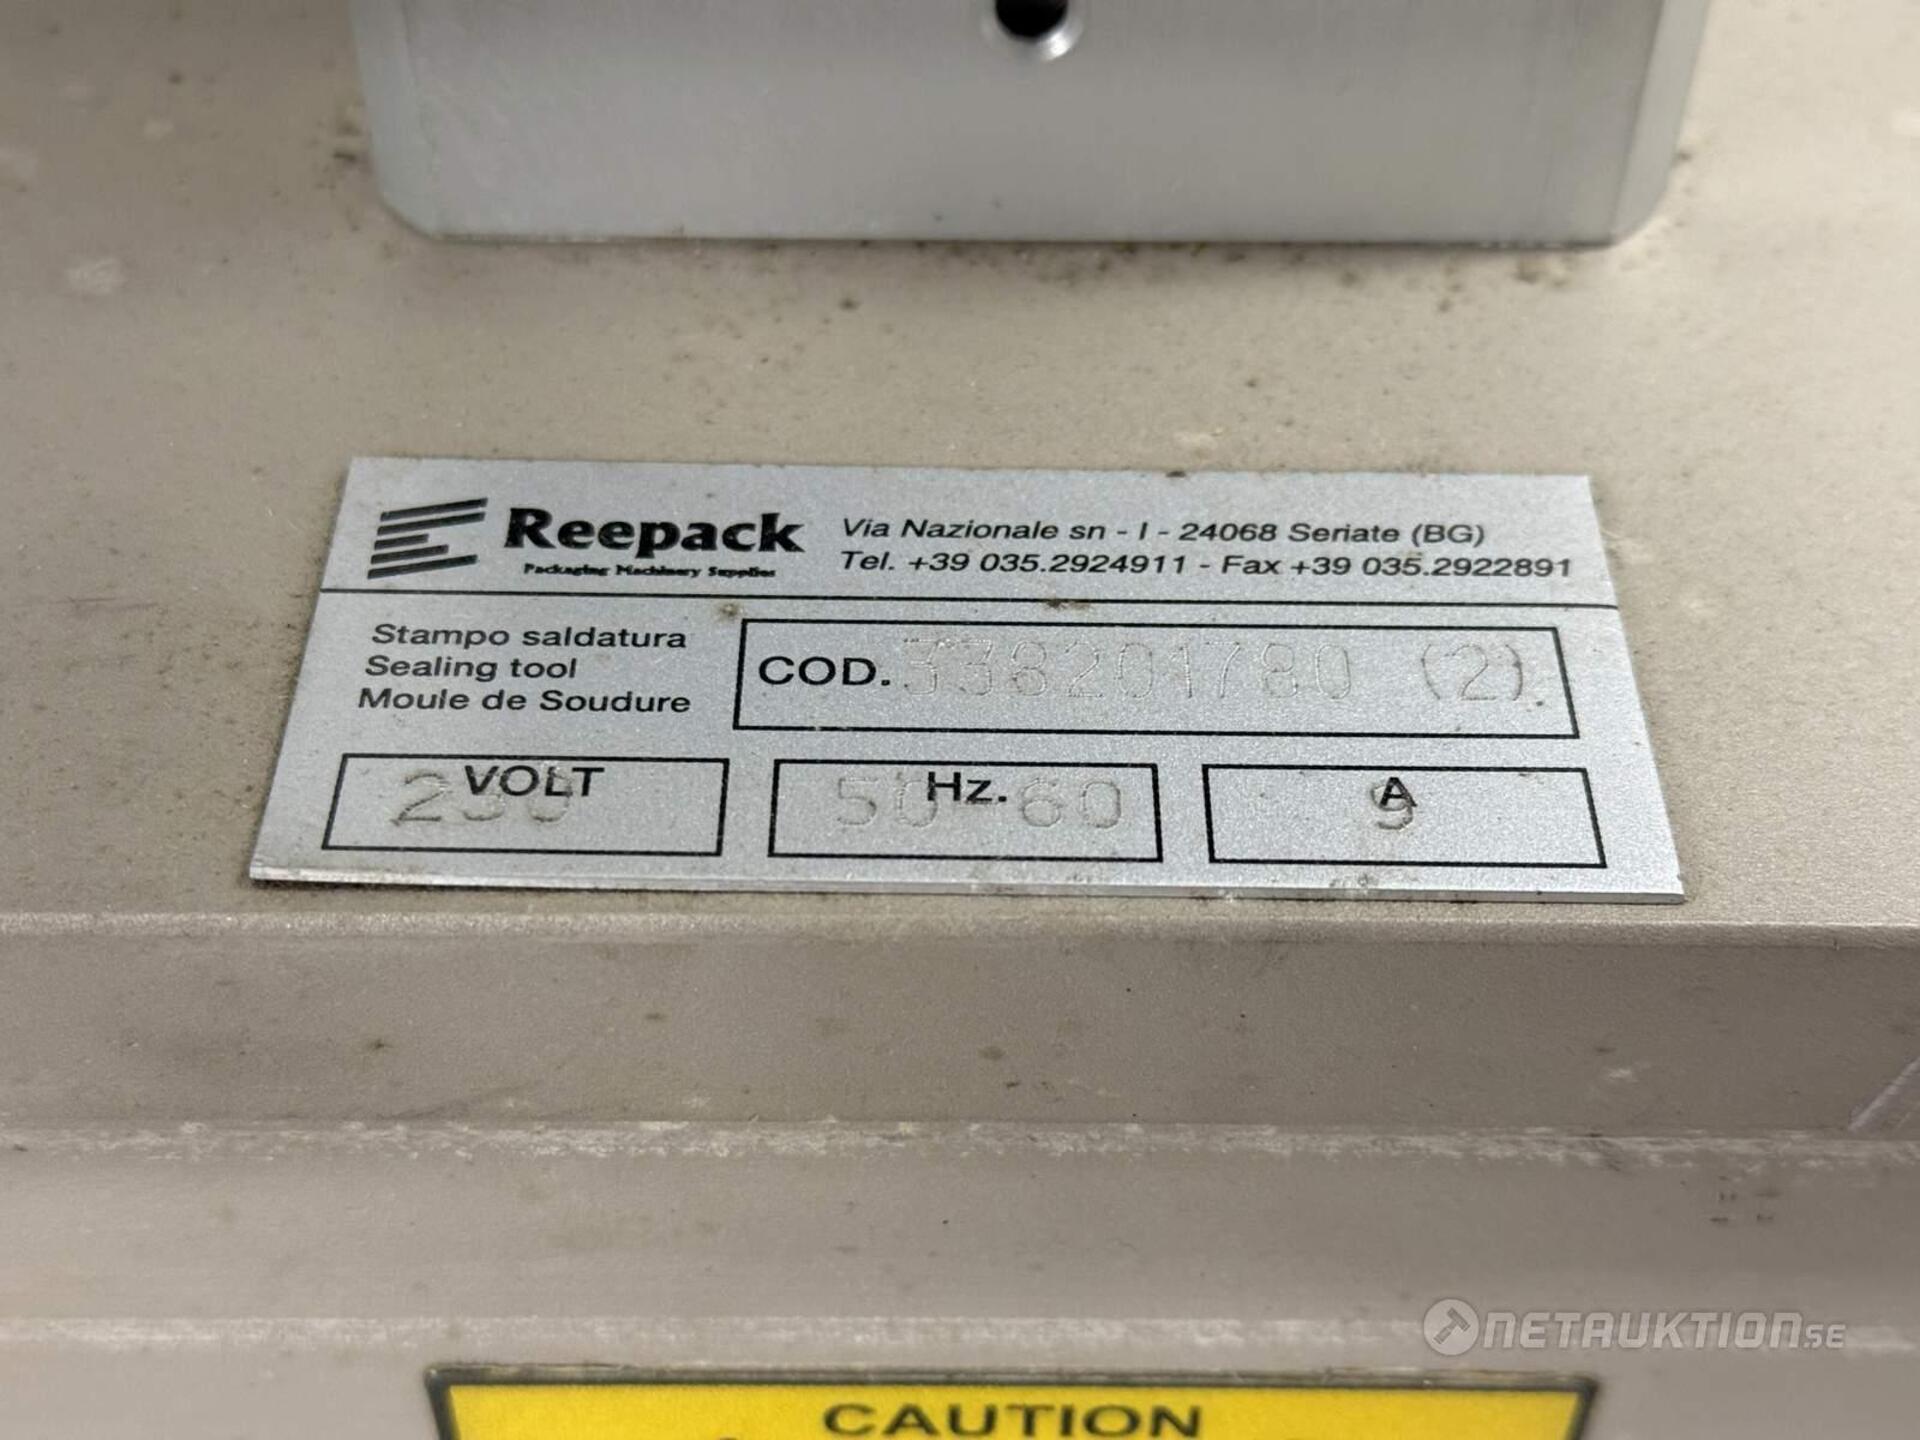 Reepack
Packaging Machinery Supplies
Via Nazionale sn - I - 24068 Seriate (BG)
Tel. +39 035.2924911 - Fax +39 035.2922891
Stampo saldatura
Sealing tool
Moule de Soudure
COD. 338201780 (2)
VOLT
230
Hz.
50-60
A
9
NETAUKTION.SE
CAUTION